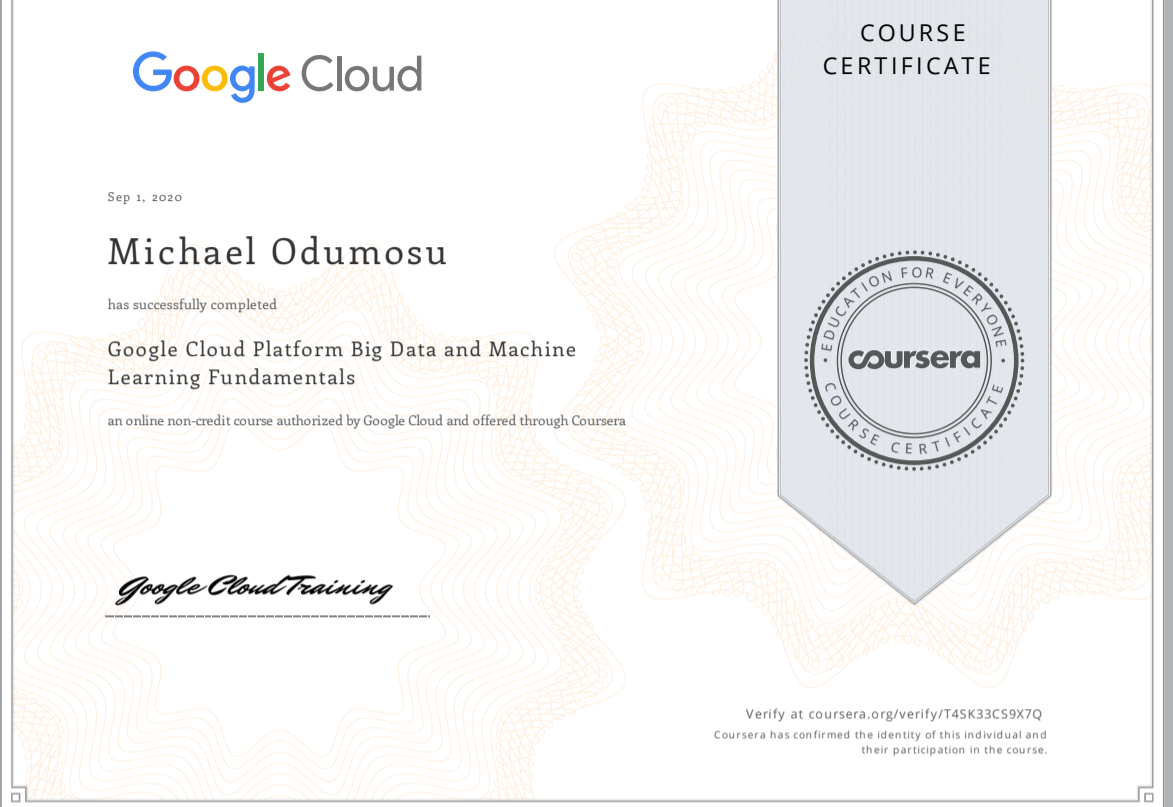 Google Cloud
COURSE
CERTIFICATE
Sep 1, 2020
Michael Odumosu
has successfully completed
Google Cloud Platform Big Data and Machine
Learning Fundamentals
an online non-credit course authorized by Google Cloud and offered through Coursera
EDUCATION FOR EVERYONE
coursera
COURSE CERTIFICATE
Google Cloud Training
Verify at coursera.org/verify/T4SK33CS9X7Q
Coursera has confirmed the identity of this individual and
their participation in the course.